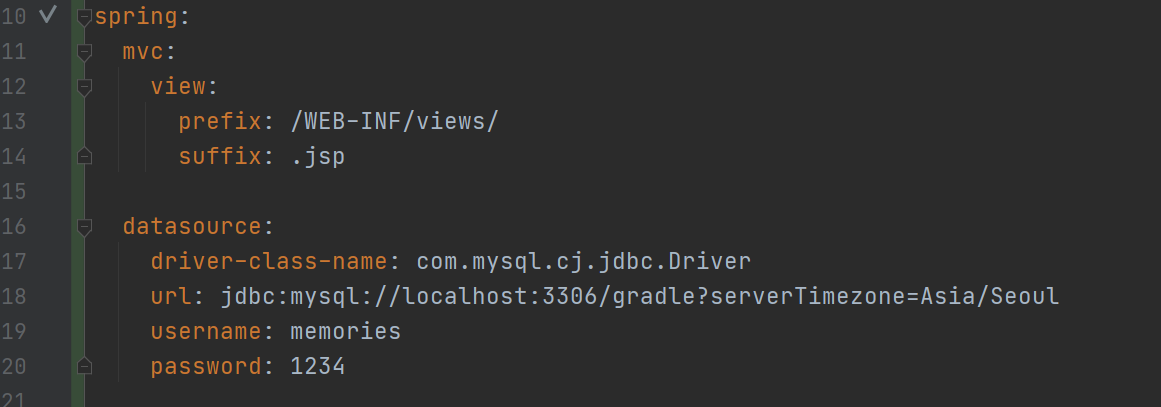 10 spring:
11   mvc:
12     view:
13       prefix: /WEB-INF/views/
14       suffix: .jsp
15
16   datasource:
17     driver-class-name: com.mysql.cj.jdbc.Driver
18     url: jdbc:mysql://localhost:3306/gradle?serverTimezone=Asia/Seoul
19     username: memories
20     password: 1234
21